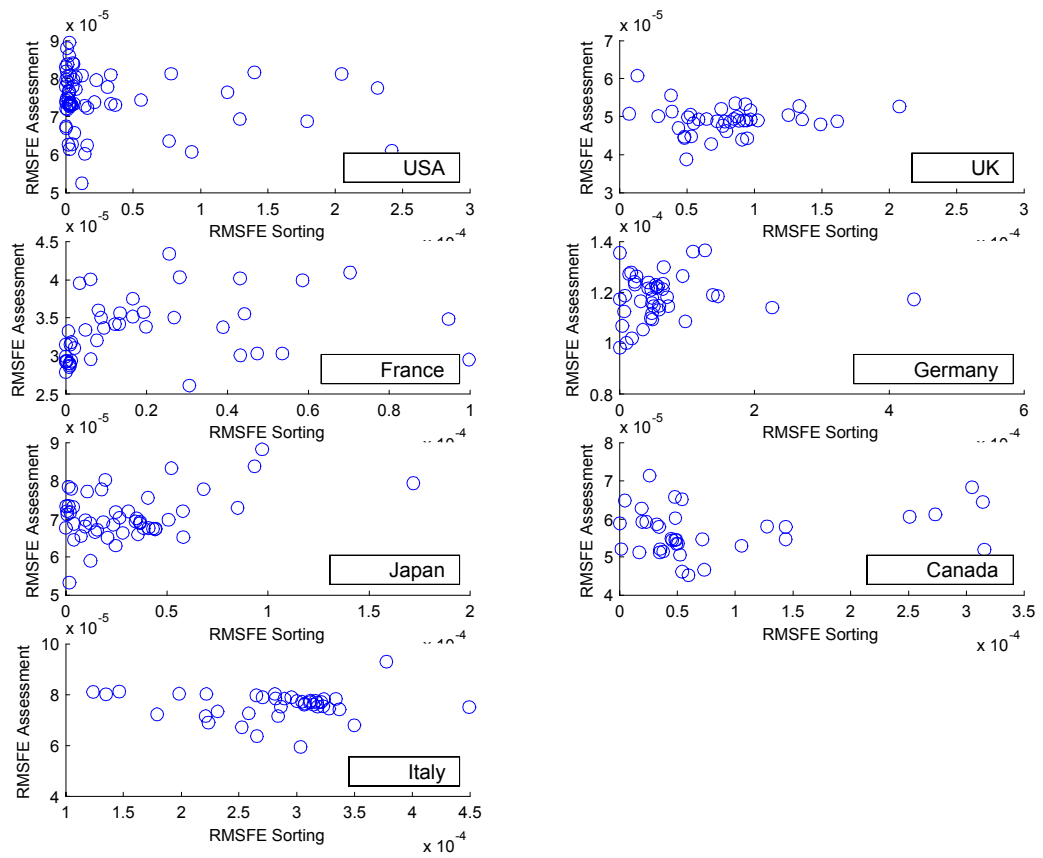 x 10⁻⁵
9
8
7
6
5
RMSFE Assessment
USA
0 0.5 1 1.5 2 2.5 3
RMSFE Sorting
x 10⁻⁵
7
6
5
4
3
RMSFE Assessment
UK
0 0.5 1 1.5 2 2.5 3
RMSFE Sorting
x 10⁻⁵
4.5
4
3.5
3
2.5
RMSFE Assessment
France
0 0.2 0.4 0.6 0.8 1
RMSFE Sorting
x 10⁻⁴
1.4
1.2
1
0.8
RMSFE Assessment
Germany
0 2 4 6
RMSFE Sorting
x 10⁻⁵
9
8
7
6
5
RMSFE Assessment
Japan
0 0.5 1 1.5 2
RMSFE Sorting
x 10⁻⁵
8
7
6
5
4
RMSFE Assessment
Canada
0 0.5 1 1.5 2 2.5 3 3.5
RMSFE Sorting
x 10⁻⁴
x 10⁻⁵
10
8
6
4
RMSFE Assessment
Italy
1 1.5 2 2.5 3 3.5 4 4.5
RMSFE Sorting
x 10⁻⁴